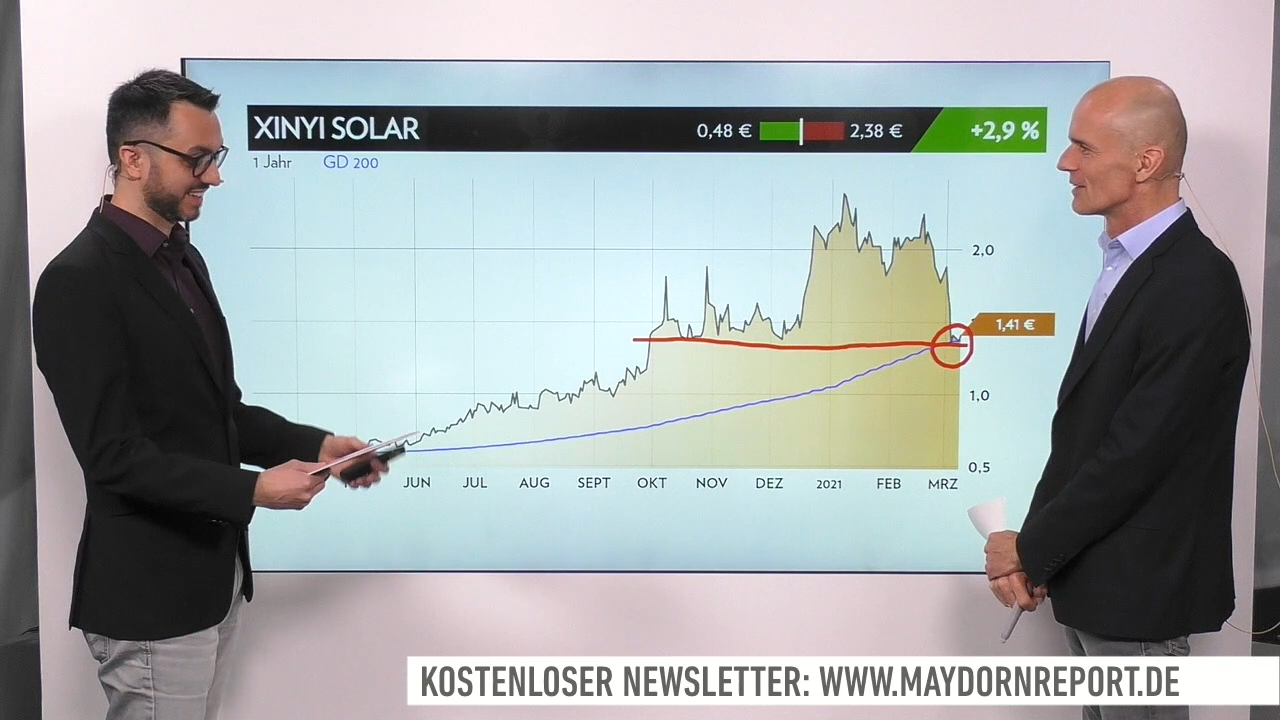 XINYI SOLAR 0,48 € 2,38 € +2,9 %
1 Jahr GD 200
2,0
1,41 €
1,0
0,5
JUN JUL AUG SEPT OKT NOV DEZ 2021 FEB MRZ
KOSTENLOSER NEWSLETTER: WWW.MAYDORNREPORT.DE